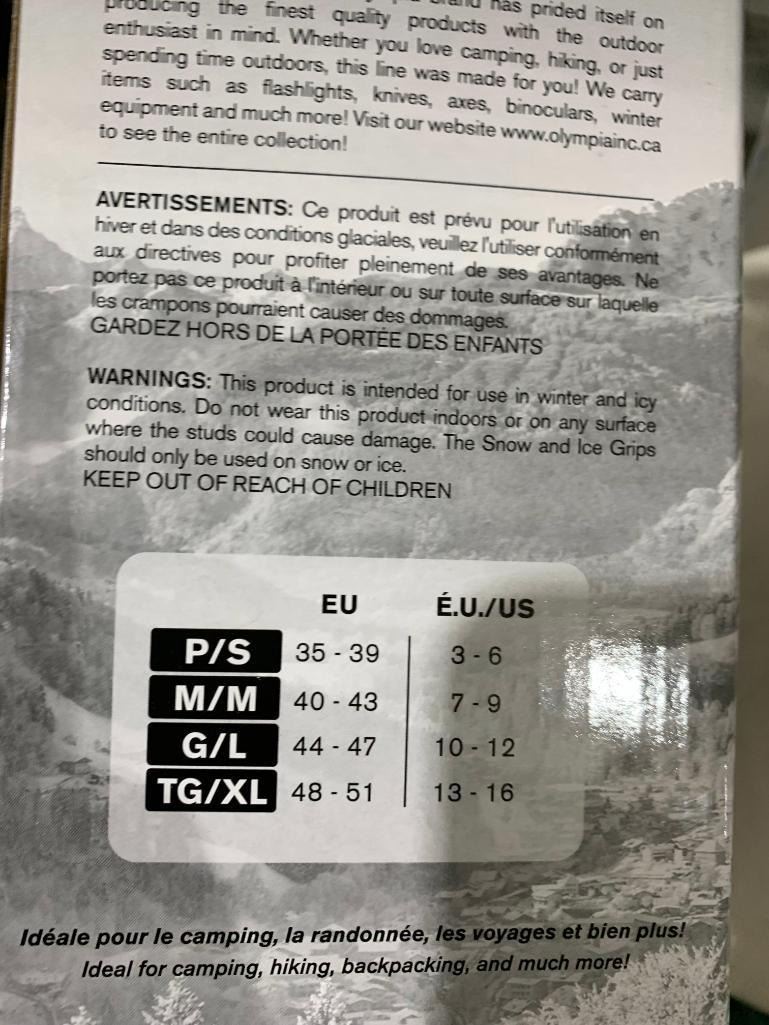 producing the finest quality products with the outdoor
has prided itself on
enthusiast in mind. Whether you love camping, hiking, or just
spending time outdoors, this line was made for you! We carry
items such as flashlights, knives, axes, binoculars, winter
equipment and much more! Visit our website www.olympiainc.ca
to see the entire collection!
AVERTISSEMENTS: Ce produit est prévu pour l'utilisation en
hiver et dans des conditions glaciales, veuillez l'utiliser conformément
aux directives pour profiter pleinement de ses avantages. Ne
portez pas ce produit à l'intérieur ou sur toute surface sur laquelle
les crampons pourraient causer des dommages.
GARDEZ HORS DE LA PORTÉE DES ENFANTS
WARNINGS: This product is intended for use in winter and icy
conditions. Do not wear this product indoors or on any surface
where the studs could cause damage. The Snow and Ice Grips
should only be used on snow or ice.
KEEP OUT OF REACH OF CHILDREN
EU É.U./US
P/S 35 - 39 3 - 6
M/M 40 - 43 7 - 9
G/L 44 - 47 10 - 12
TG/XL 48 - 51 13 - 16
Idéale pour le camping, la randonnée, les voyages et bien plus!
Ideal for camping, hiking, backpacking, and much more!